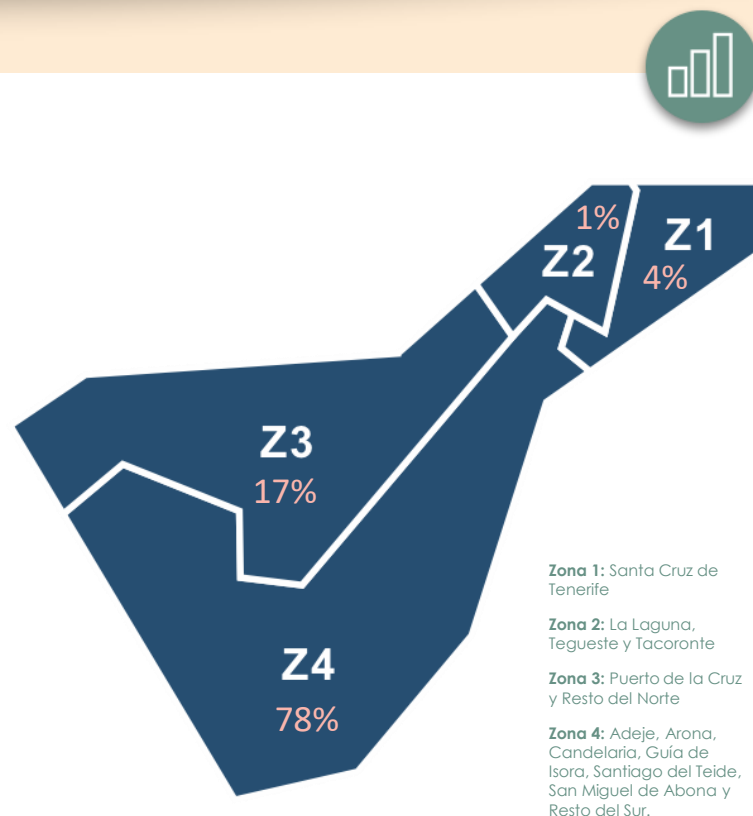 1%
Z2
Z1
4%
Z3
17%
Z4
78%
Zona 1: Santa Cruz de
Tenerife
Zona 2: La Laguna,
Tegueste y Tacoronte
Zona 3: Puerto de la Cruz
y Resto del Norte
Zona 4: Adeje, Arona,
Candelaria, Guía de
Isora, Santiago del Teide,
San Miguel de Abona y
Resto del Sur.